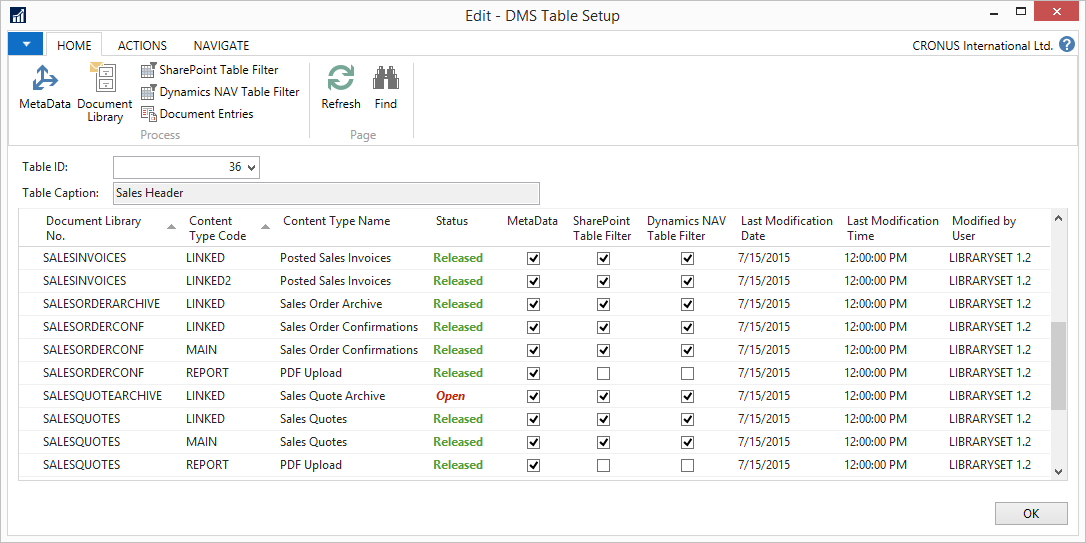 Edit - DMS Table Setup
HOME ACTIONS NAVIGATE CRONUS International Ltd. ?
MetaData
Document Library
SharePoint Table Filter
Dynamics NAV Table Filter
Document Entries
Process
Refresh
Find
Page
Table ID: 36
Table Caption: Sales Header
Document Library No. Content Type Code Content Type Name Status MetaData SharePoint Table Filter Dynamics NAV Table Filter Last Modification Date Last Modification Time Modified by User
SALESINVOICES LINKED Posted Sales Invoices Released 7/15/2015 12:00:00 PM LIBRARYSET 1.2
SALESINVOICES LINKED2 Posted Sales Invoices Released 7/15/2015 12:00:00 PM LIBRARYSET 1.2
SALESORDERARCHIVE LINKED Sales Order Archive Released 7/15/2015 12:00:00 PM LIBRARYSET 1.2
SALESORDERCONF LINKED Sales Order Confirmations Released 7/15/2015 12:00:00 PM LIBRARYSET 1.2
SALESORDERCONF MAIN Sales Order Confirmations Released 7/15/2015 12:00:00 PM LIBRARYSET 1.2
SALESORDERCONF REPORT PDF Upload Released 7/15/2015 12:00:00 PM LIBRARYSET 1.2
SALESQUOTEARCHIVE LINKED Sales Quote Archive Open 7/15/2015 12:00:00 PM LIBRARYSET 1.2
SALESQUOTES LINKED Sales Quotes Released 7/15/2015 12:00:00 PM LIBRARYSET 1.2
SALESQUOTES MAIN Sales Quotes Released 7/15/2015 12:00:00 PM LIBRARYSET 1.2
SALESQUOTES REPORT PDF Upload Released 7/15/2015 12:00:00 PM LIBRARYSET 1.2
OK